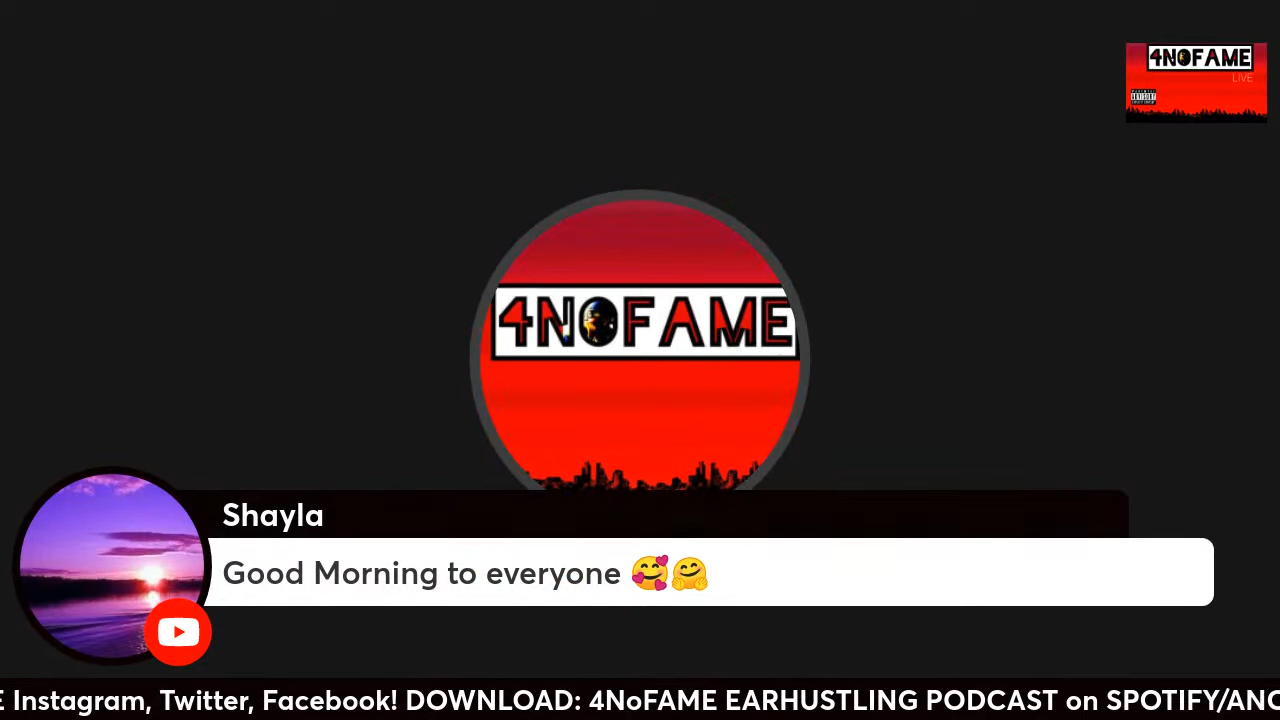 4NOFAME
LIVE
4NOFAME
Shayla
Good Morning to everyone 🥰🤗
E Instagram, Twitter, Facebook! DOWNLOAD: 4NoFAME EARHUSTLING PODCAST on SPOTIFY/ANC